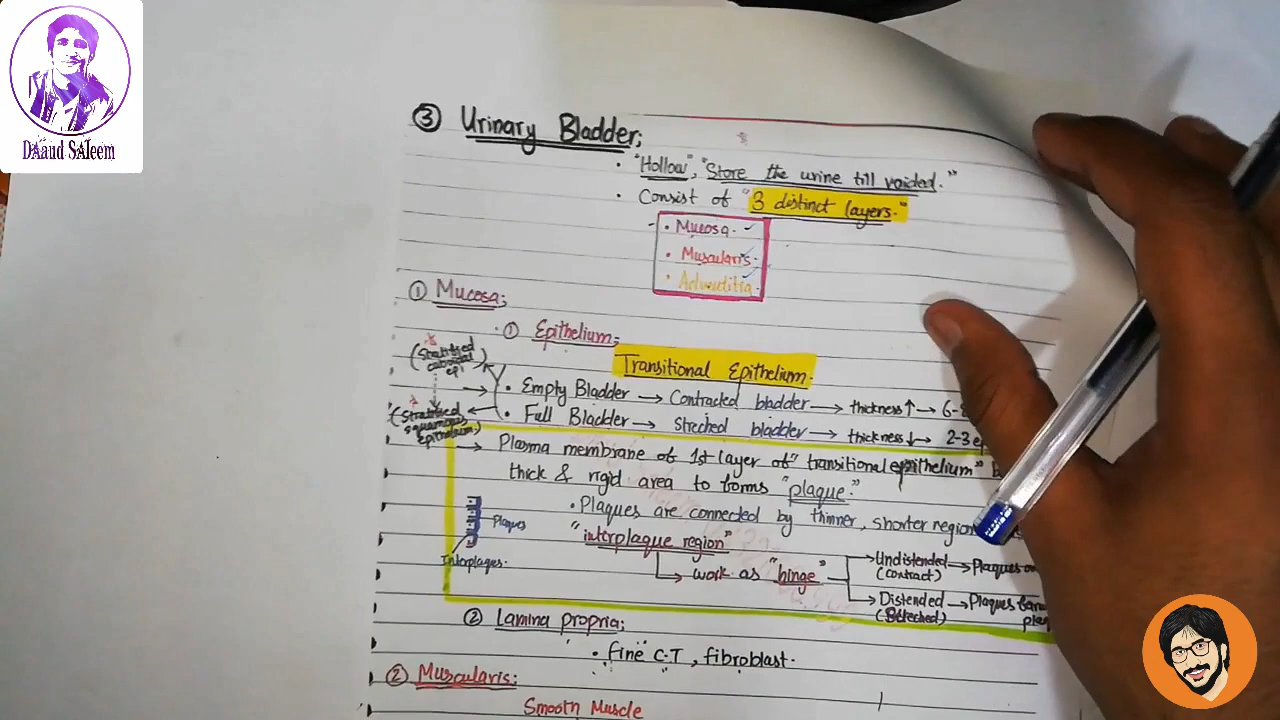 DAaud SAleem
③ Urinary Bladder;
• "Hollow", "Store the urine till voided."
• Consist of "3 distinct layers."
• Mucosa.
• Muscularis.
• Adventitia.
① Mucosa;
① Epithelium;
Transitional Epithelium.
(Stratified cuboidal epi)
• Empty Bladder → Contracted bladder → thickness↑ → 6-
(Stratified squamous Epithelium)
• Full Bladder → Streched bladder → thickness↓ → 2-3 ep
→ Plasma membrane of 1st layer of "transitional epithelium"
thick & rigid area to forms "plaque."
• Plaques are connected by thinner, shorter region
Plaques
"interplaque region"
Interplaques.
→ work as "hinge"
→ Undistended (contract) → Plaques
→ Distended (Streched) → Plaques
② Lamina propria;
• fine C.T, fibroblast.
② Muscularis:
Smooth Muscle